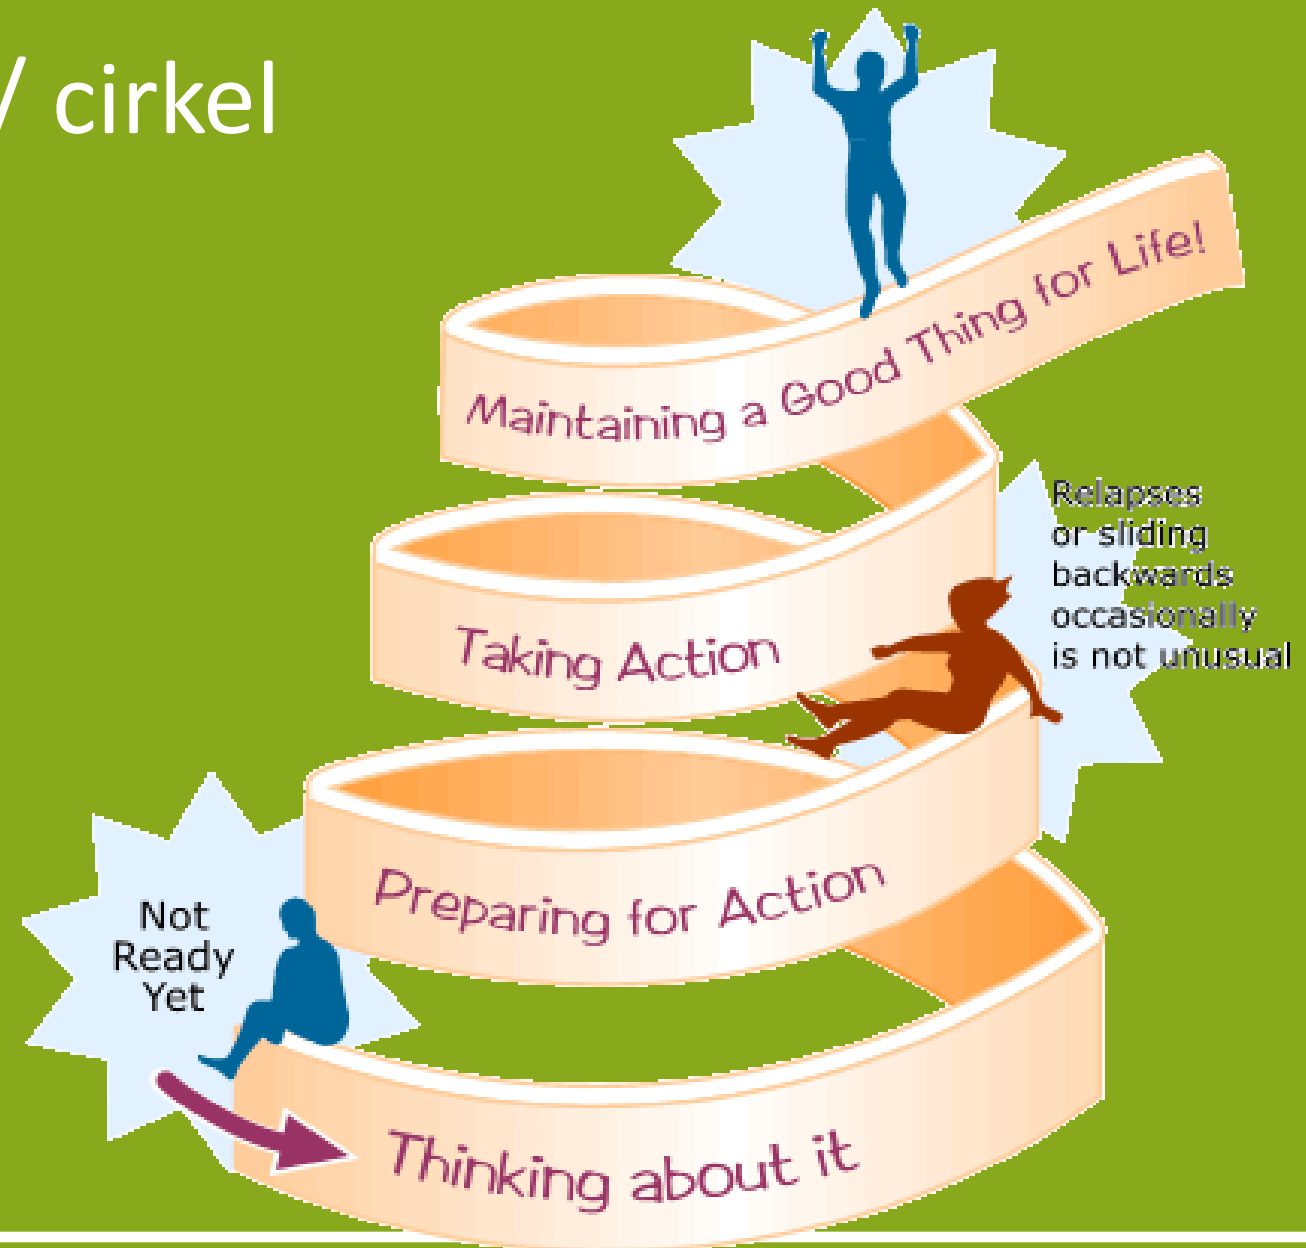 / cirkel
Maintaining a Good Thing for Life!
Relapses
or sliding
backwards
occasionally
is not unusual
Taking Action
Preparing for Action
Not
Ready
Yet
Thinking about it